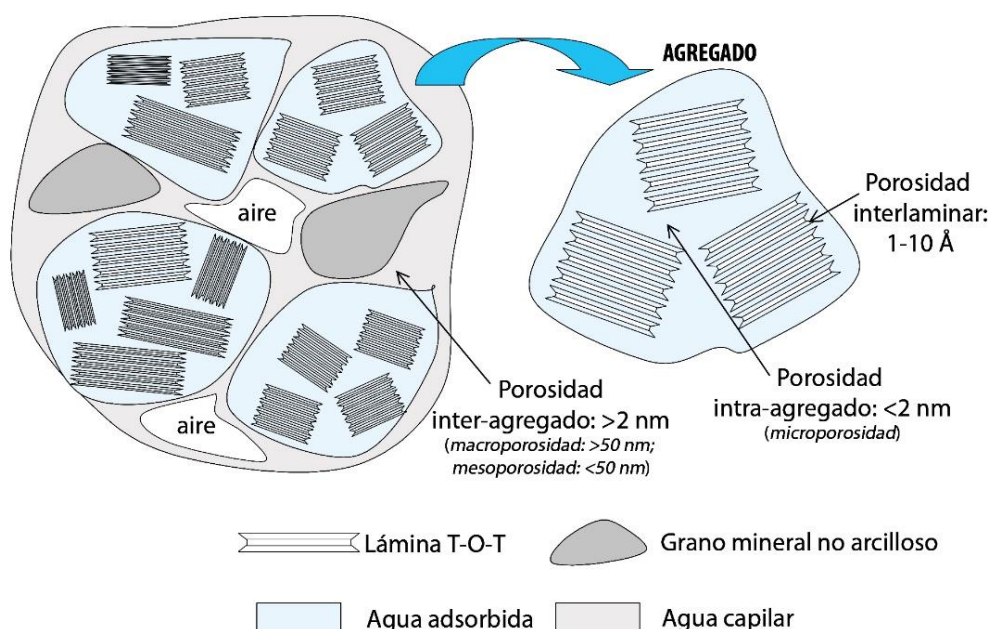 AGREGADO
aire
Porosidad
interlaminar:
1-10 Å
Porosidad
inter-agregado: >2 nm
(macroporosidad: >50 nm;
mesoporosidad: <50 nm)
Porosidad
intra-agregado: <2 nm
(microporosidad)
aire
Lámina T-O-T
Grano mineral no arcilloso
Agua adsorbida
Agua capilar